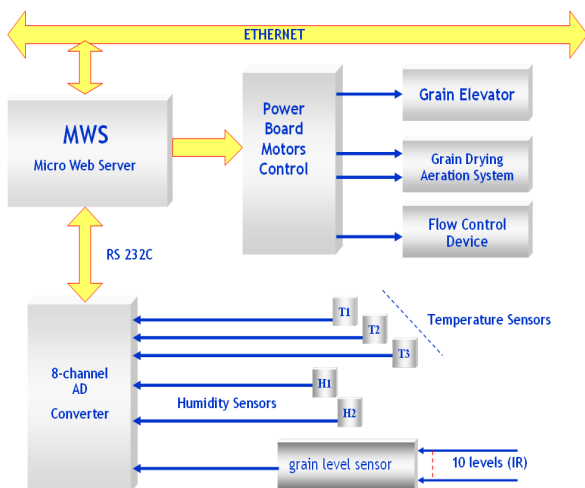 ETHERNET
MWS
Micro Web Server
Power
Board
Motors
Control
Grain Elevator
Grain Drying
Aeration System
Flow Control
Device
RS 232C
8-channel
AD
Converter
T1
T2
T3
Temperature Sensors
H1
Humidity Sensors
H2
grain level sensor
10 levels (IR)